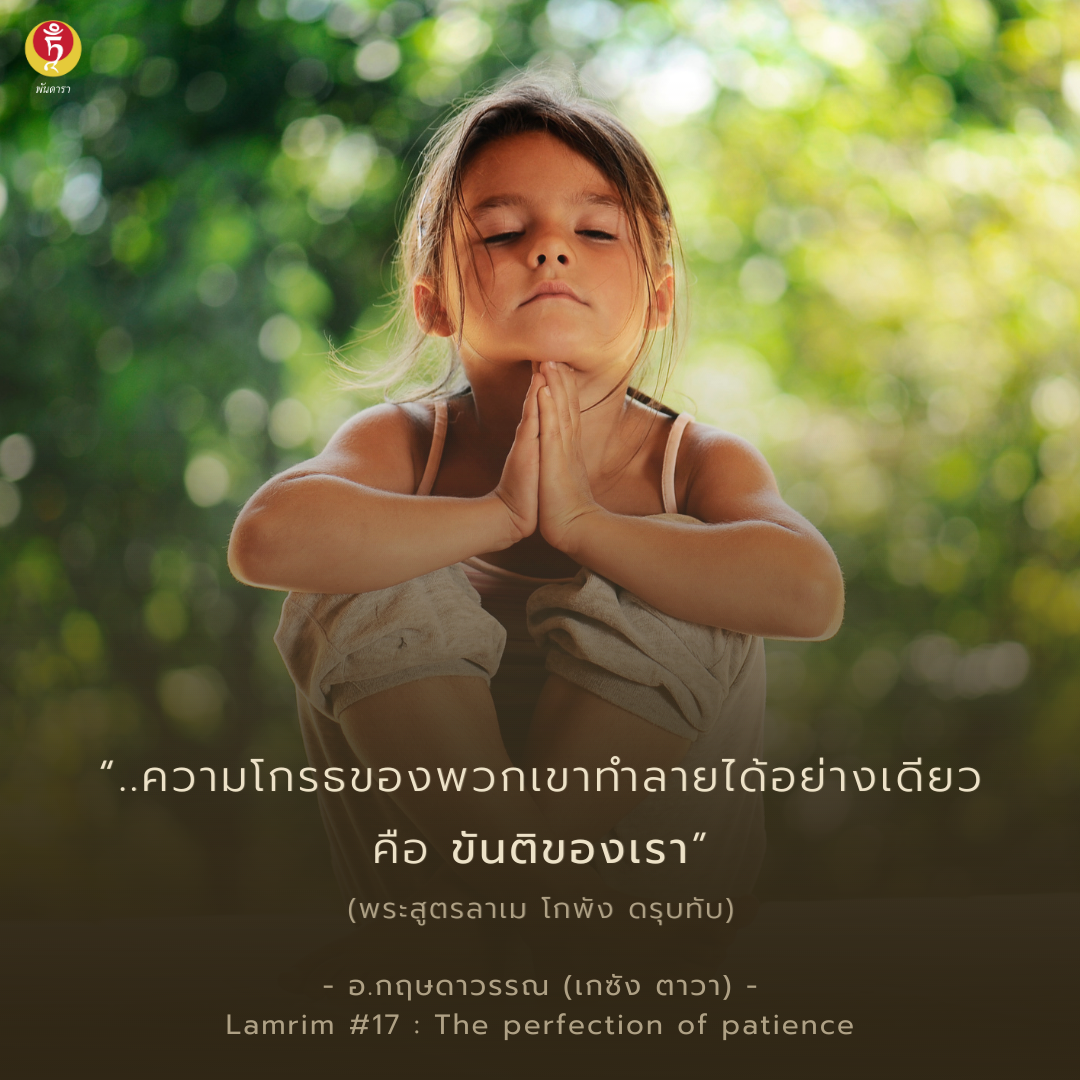 พันดารา
“..ความโกรธของพวกเขาทำลายได้อย่างเดียว
คือ ขันติของเรา”
(พระสูตรลาเม โกพัง ดรุบทับ)
- อ.กฤษดาวรรณ (เกซัง ตาวา) -
Lamrim #17 : The perfection of patience